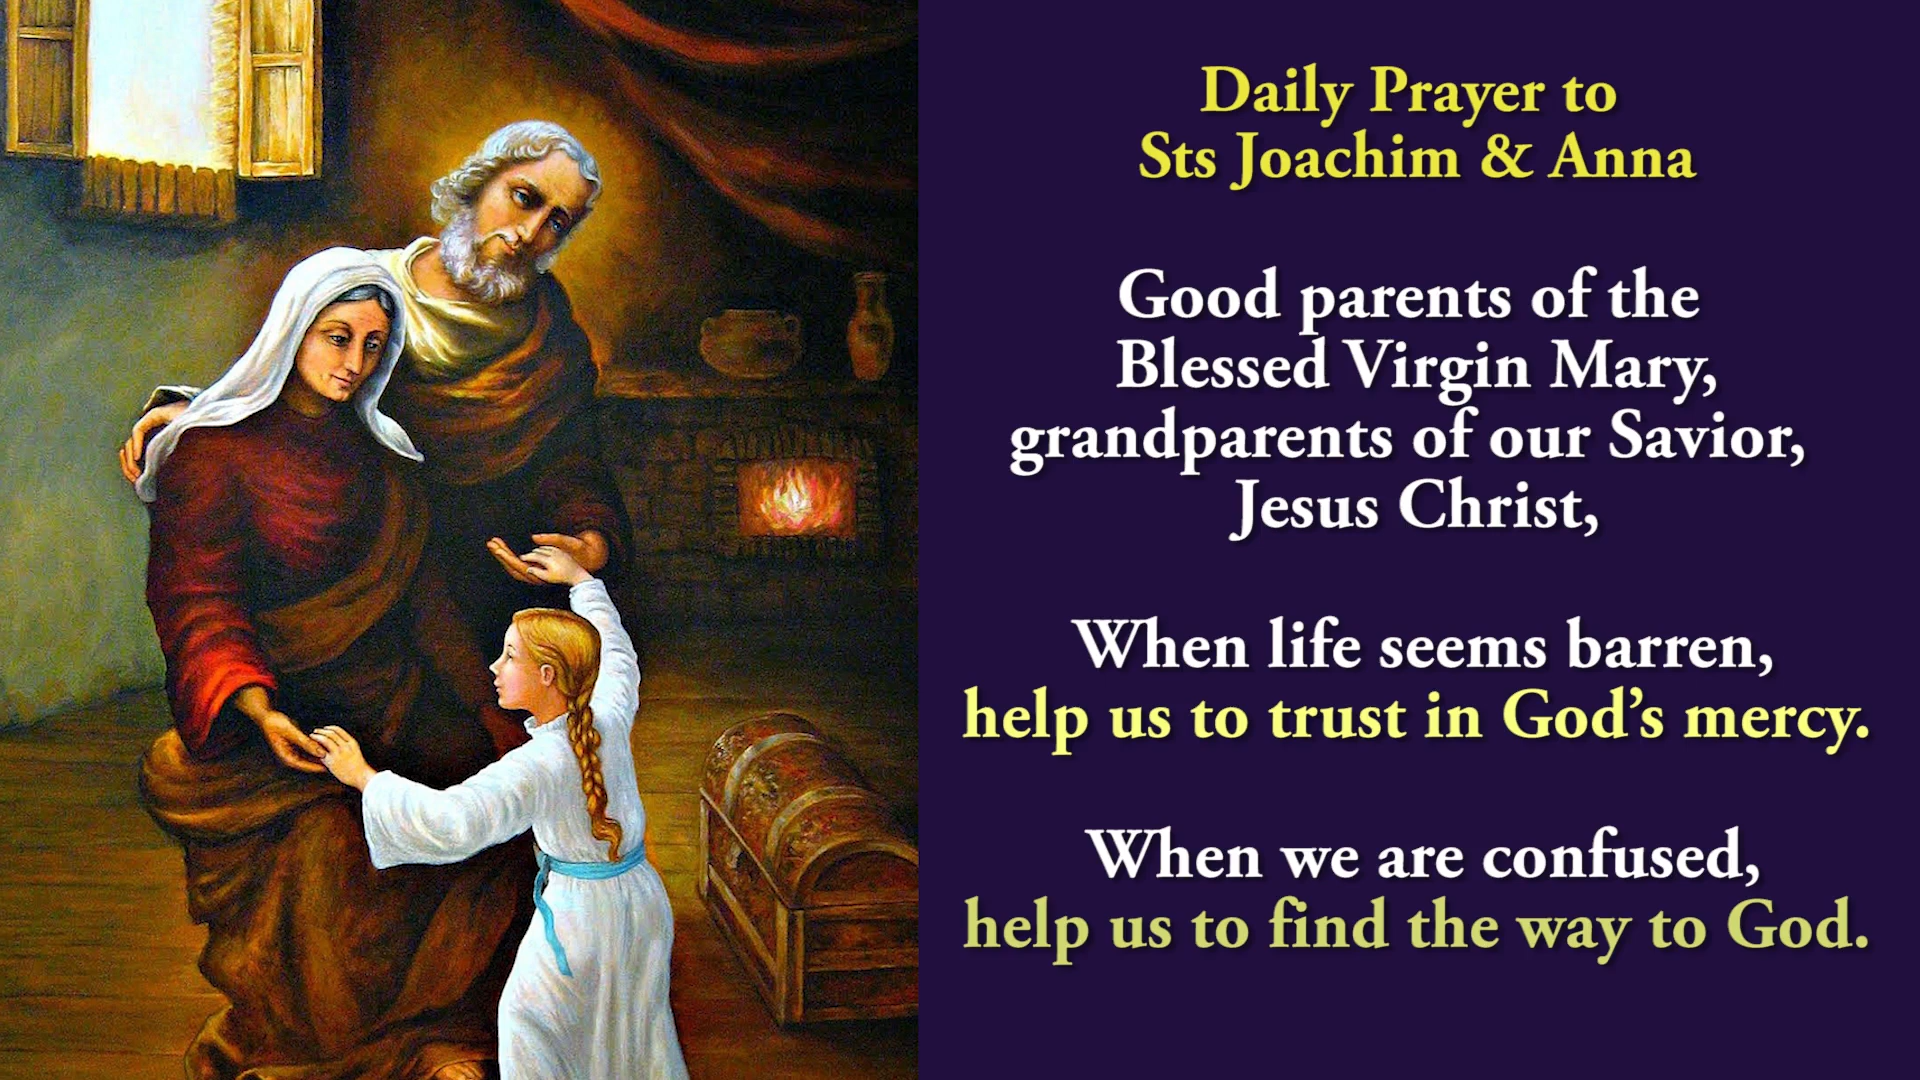 Daily Prayer to
Sts Joachim & Anna
Good parents of the
Blessed Virgin Mary,
grandparents of our Savior,
Jesus Christ,
When life seems barren,
help us to trust in God’s mercy.
When we are confused,
help us to find the way to God.